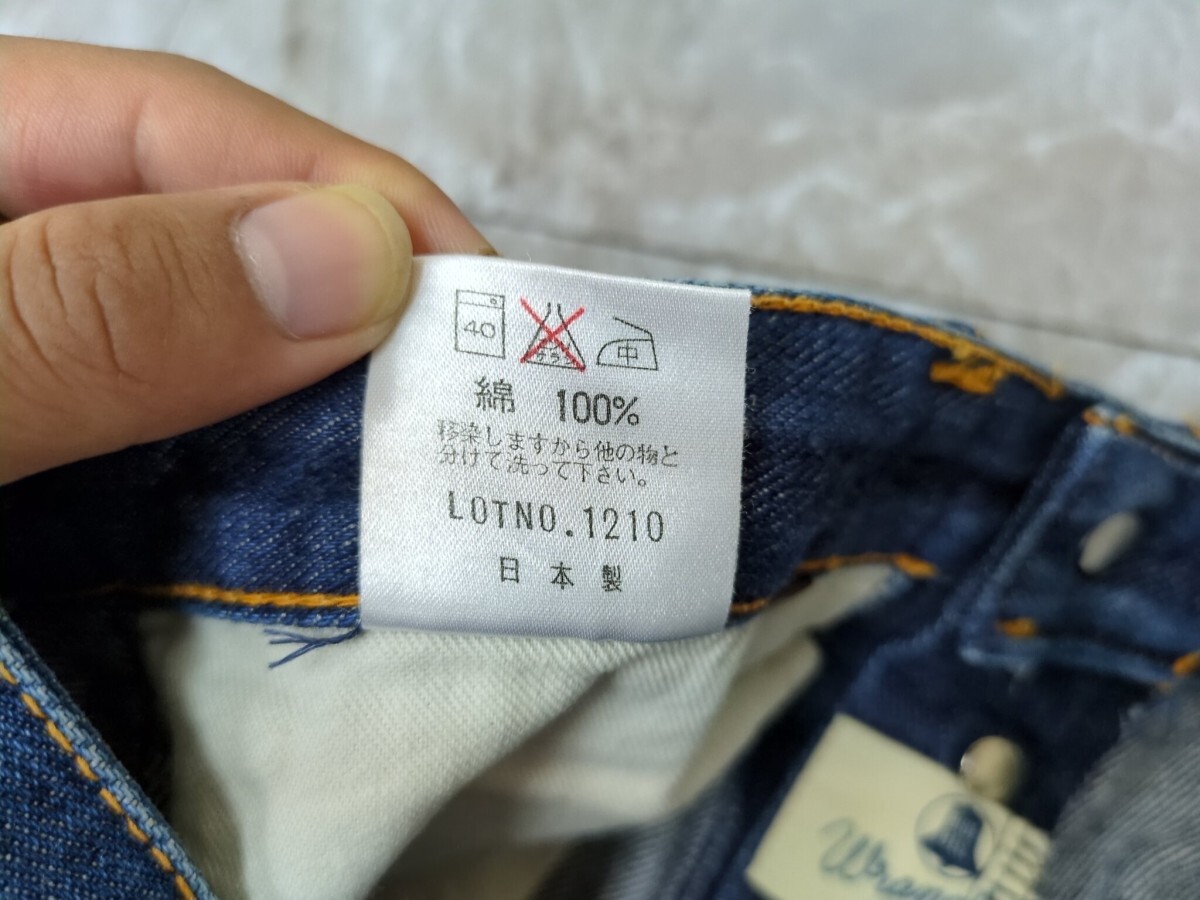 40
中
綿 100%
移染しますから他の物と
分けて洗って下さい。
LOTNO.1210
日本製